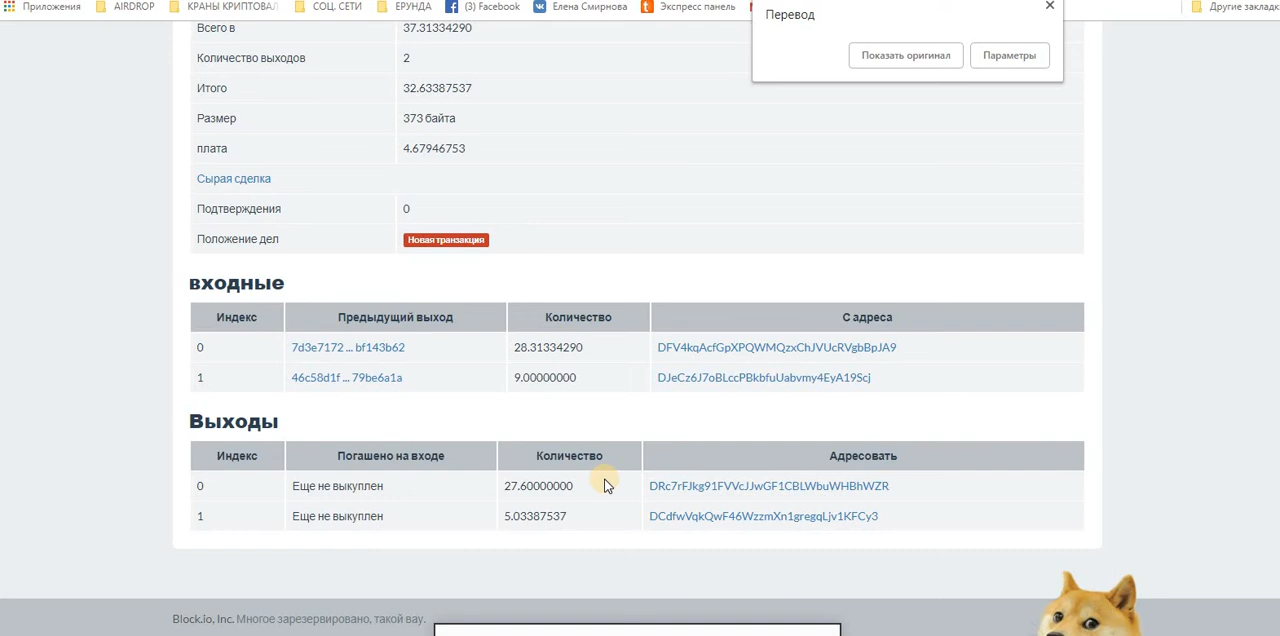 Приложения AIRDROP КРАНЫ КРИПТОВАЛ СОЦ. СЕТИ ЕРУНДА (3) Facebook Елена Смирнова Экспресс панель Другие закладк
Перевод
Показать оригинал Параметры
Всего в 37.31334290
Количество выходов 2
Итого 32.63387537
Размер 373 байта
плата 4.67946753
Сырая сделка
Подтверждения 0
Положение дел Новая транзакция
входные
Индекс Предыдущий выход Количество С адреса
0 7d3e7172 ... bf143b62 28.31334290 DFV4kqAcfGpXPQWMQzxChJVUcRVgbBpJA9
1 46c58d1f ... 79be6a1a 9.00000000 DJeCz6J7oBLccPBkbfuUabvmy4EyA19Scj
Выходы
Индекс Погашено на входе Количество Адресовать
0 Еще не выкуплен 27.60000000 DRc7rFJkg91FVVcJJwGF1CBLWbuWHBhWZR
1 Еще не выкуплен 5.03387537 DCdfwVqkQwF46WzzmXn1gregqLjv1KFCy3
Block.io, Inc. Многое зарезервировано, такой вау.